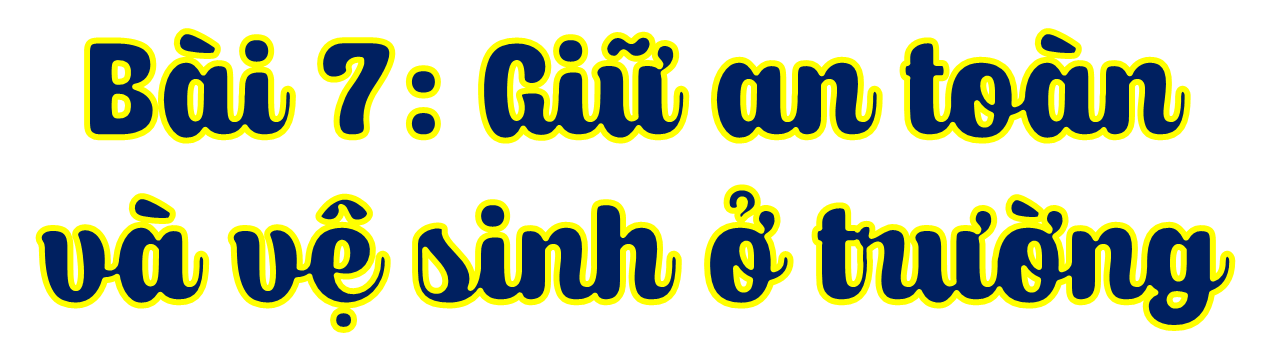 Bài 7: Giữ an toàn
và vệ sinh ở trường